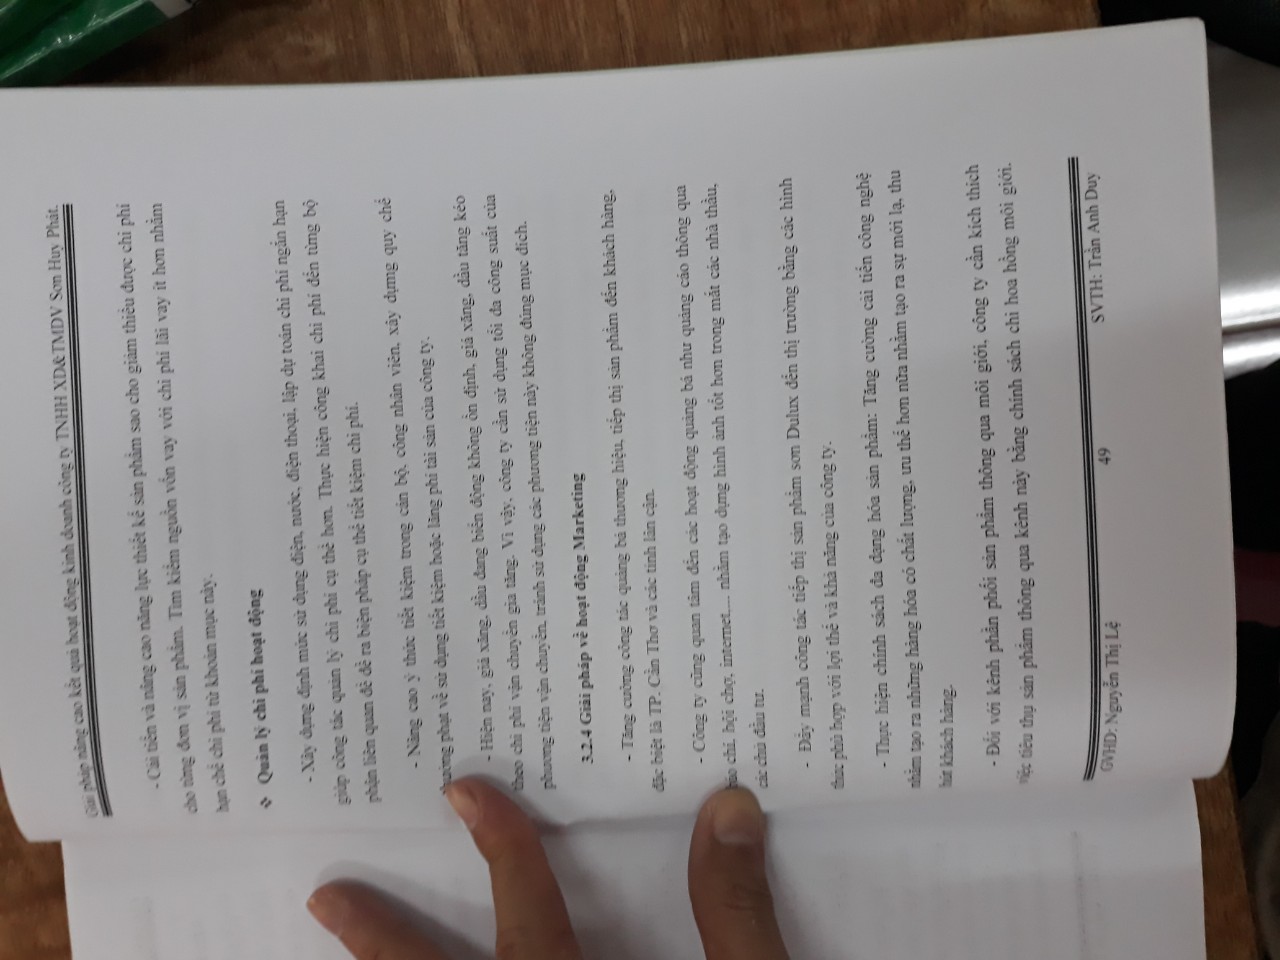 Giải pháp nâng cao kết quả hoạt động kinh doanh công ty TNHH XD&TMDV Sơn Huy Phát.
- Cải tiến và nâng cao năng lực thiết kế sản phẩm sao cho giảm thiểu được chi phí
cho từng đơn vị sản phẩm. Tìm kiếm nguồn vốn vay với chi phí lãi vay ít hơn nhằm
hạn chế chi phí từ khoản mục này.
❖ Quản lý chi phí hoạt động
- Xây dựng định mức sử dụng điện, nước, điện thoại, lập dự toán chi phí ngắn hạn
giúp công tác quản lý chi phí cụ thể hơn. Thực hiện công khai chi phí đến từng bộ
phận liên quan để đề ra biện pháp cụ thể tiết kiệm chi phí.
- Nâng cao ý thức tiết kiệm trong cán bộ, công nhân viên, xây dựng quy chế
thưởng phạt về sử dụng tiết kiệm hoặc lãng phí tài sản của công ty.
- Hiện nay, giá xăng, dầu đang biến động không ổn định, giá xăng, dầu tăng kéo
theo chi phí vận chuyển gia tăng. Vì vậy, công ty cần sử dụng tối đa công suất của
phương tiện vận chuyển, tránh sử dụng các phương tiện này không đúng mục đích.
3.2.4 Giải pháp về hoạt động Marketing
- Tăng cường công tác quảng bá thương hiệu, tiếp thị sản phẩm đến khách hàng,
đặc biệt là TP. Cần Thơ và các tỉnh lân cận.
- Công ty cũng quan tâm đến các hoạt động quảng bá như quảng cáo thông qua
báo chí, hội chợ, internet,... nhằm tạo dựng hình ảnh tốt hơn trong mắt các nhà thầu,
các chủ đầu tư.
- Đẩy mạnh công tác tiếp thị sản phẩm sơn Dulux đến thị trường bằng các hình
thức phù hợp với lợi thế và khả năng của công ty.
- Thực hiện chính sách đa dạng hóa sản phẩm: Tăng cường cải tiến công nghệ
nhằm tạo ra những hàng hóa có chất lượng, ưu thế hơn nữa nhằm tạo ra sự mới lạ, thu
hút khách hàng.
- Đối với kênh phân phối sản phẩm thông qua môi giới, công ty cần kích thích
việc tiêu thụ sản phẩm thông qua kênh này bằng chính sách chi hoa hồng môi giới.
GVHD: Nguyễn Thị Lệ 49 SVTH: Trần Anh Duy